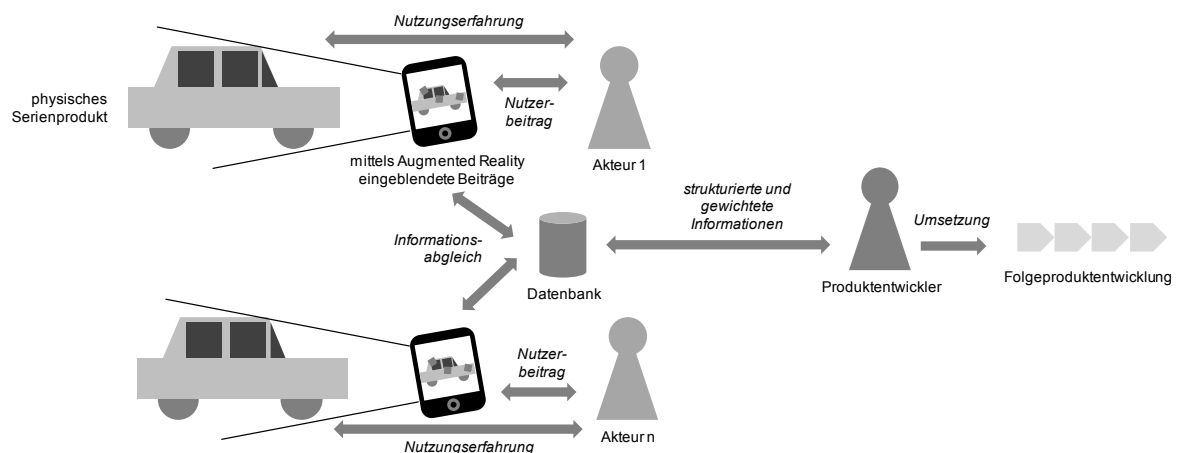 Nutzungserfahrung
physisches
Serienprodukt
Nutzer-
beitrag
mittels Augmented Reality
eingeblendete Beiträge
Akteur 1
strukturierte und
gewichtete
Informationen
Umsetzung
Informations-
abgleich
Datenbank
Produktentwickler
Folgeproduktentwicklung
Nutzer-
beitrag
Akteur n
Nutzungserfahrung